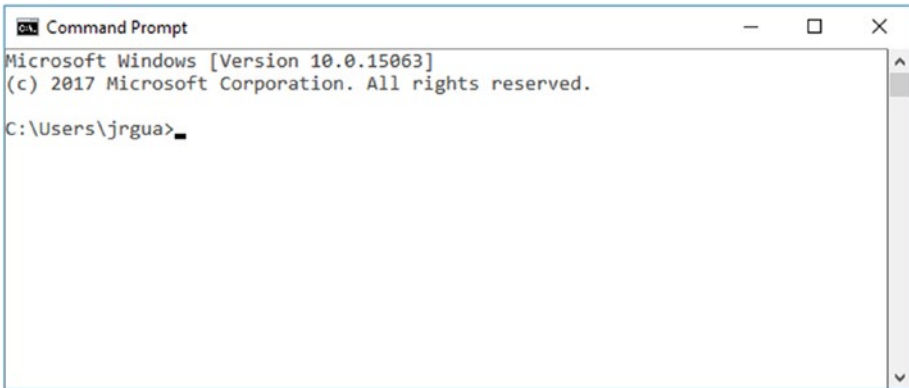 Command Prompt
Microsoft Windows [Version 10.0.15063]
(c) 2017 Microsoft Corporation. All rights reserved.
C:\Users\jrgua>